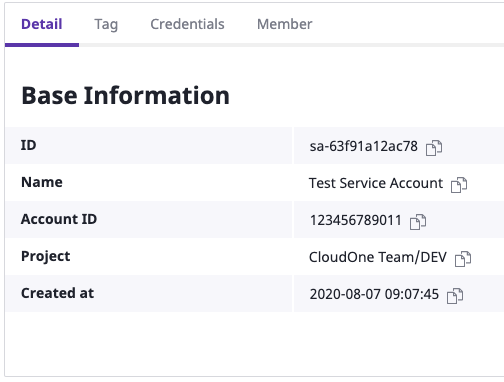 Detail Tag Credentials Member
Base Information
ID sa-63f91a12ac78
Name Test Service Account
Account ID 123456789011
Project CloudOne Team/DEV
Created at 2020-08-07 09:07:45